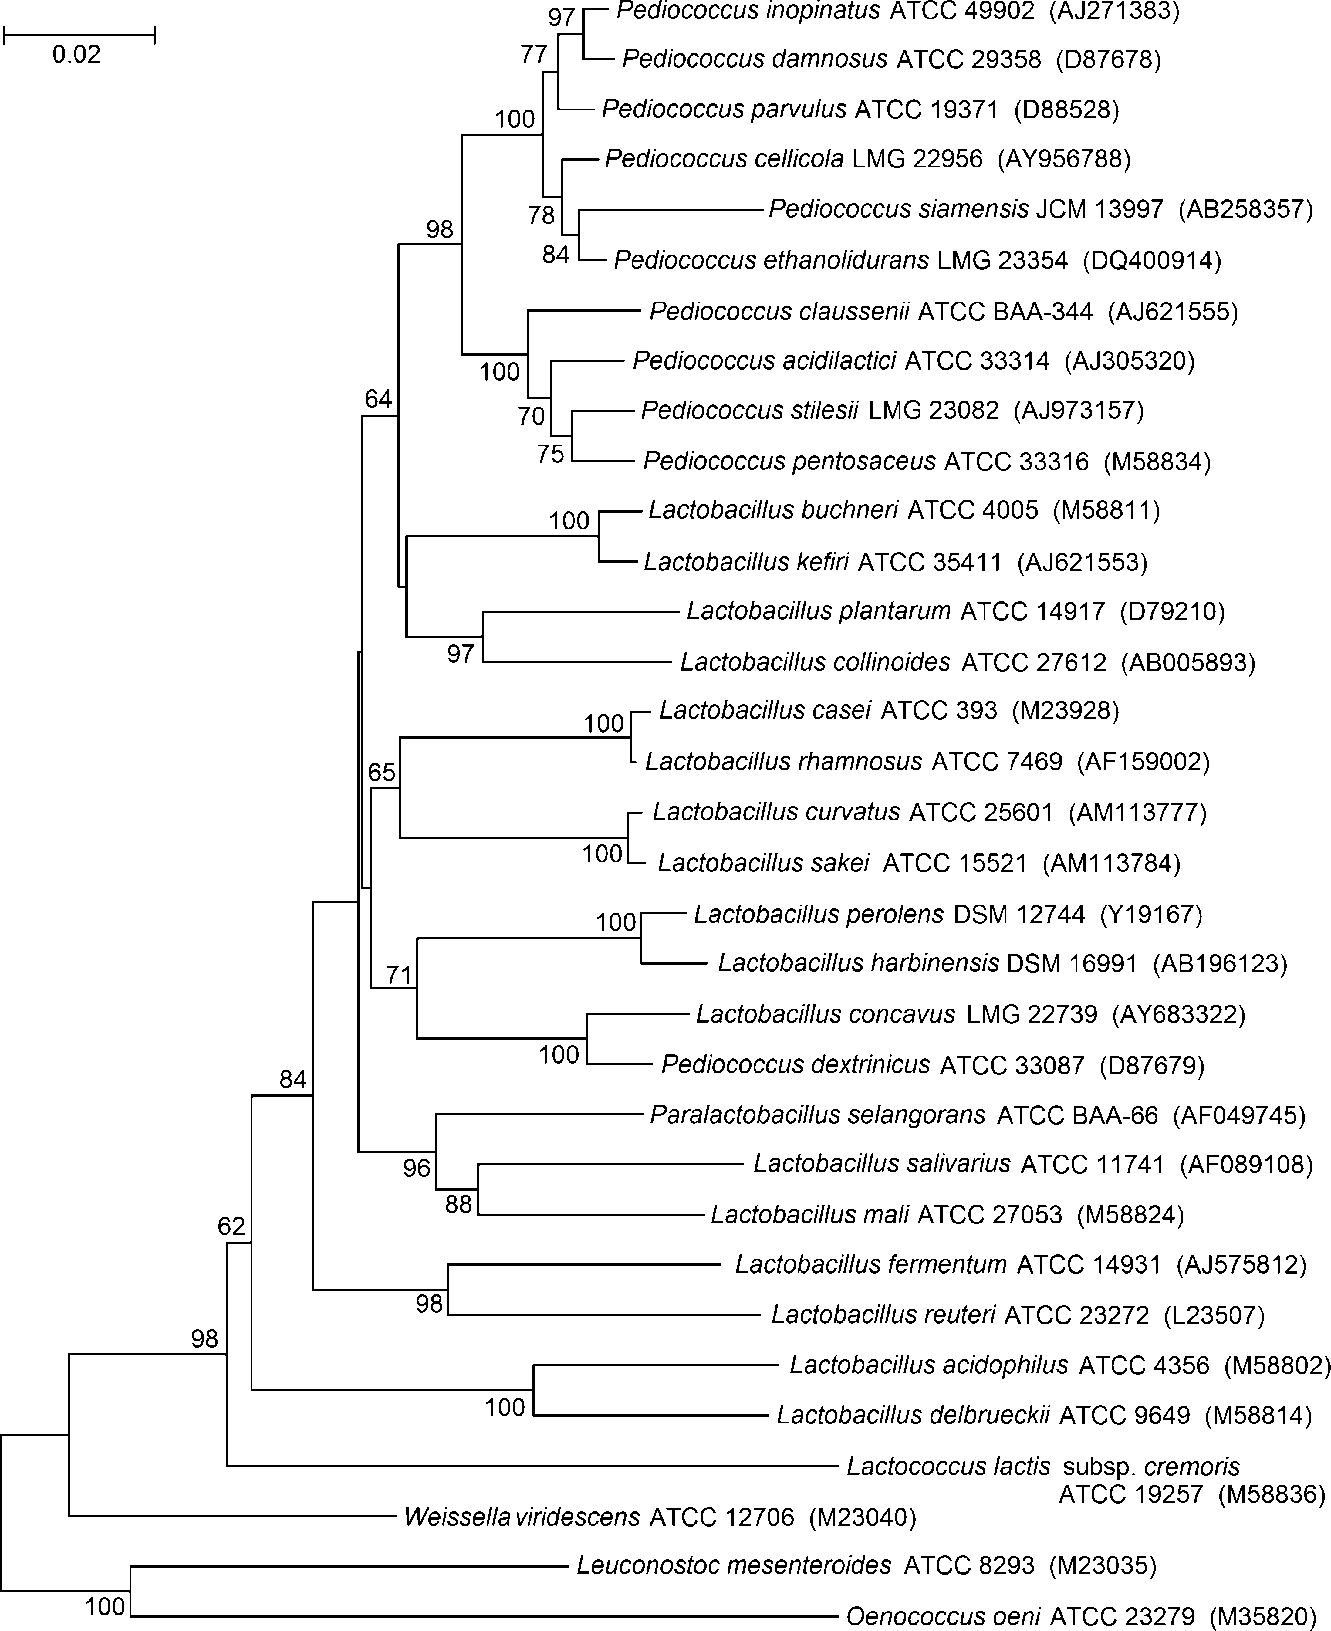 97 Pediococcus inopinatus ATCC 49902 (AJ271383)
0.02
77 Pediococcus damnosus ATCC 29358 (D87678)
Pediococcus parvulus ATCC 19371 (D88528)
100
Pediococcus cellicola LMG 22956 (AY956788)
Pediococcus siamensis JCM 13997 (AB258357)
78
98
84 Pediococcus ethanolidurans LMG 23354 (DQ400914)
Pediococcus claussenii ATCC BAA-344 (AJ621555)
Pediococcus acidilactici ATCC 33314 (AJ305320)
100
64
70 Pediococcus stilesii LMG 23082 (AJ973157)
75 Pediococcus pentosaceus ATCC 33316 (M58834)
Lactobacillus buchneri ATCC 4005 (M58811)
100
Lactobacillus kefiri ATCC 35411 (AJ621553)
Lactobacillus plantarum ATCC 14917 (D79210)
97 Lactobacillus collinoides ATCC 27612 (AB005893)
Lactobacillus casei ATCC 393 (M23928)
100
Lactobacillus rhamnosus ATCC 7469 (AF159002)
65
Lactobacillus curvatus ATCC 25601 (AM113777)
100 Lactobacillus sakei ATCC 15521 (AM113784)
Lactobacillus perolens DSM 12744 (Y19167)
100
Lactobacillus harbinensis DSM 16991 (AB196123)
71
Lactobacillus concavus LMG 22739 (AY683322)
100 Pediococcus dextrinicus ATCC 33087 (D87679)
84
Paralactobacillus selangorans ATCC BAA-66 (AF049745)
96 Lactobacillus salivarius ATCC 11741 (AF089108)
88 Lactobacillus mali ATCC 27053 (M58824)
62
Lactobacillus fermentum ATCC 14931 (AJ575812)
98 Lactobacillus reuteri ATCC 23272 (L23507)
98
Lactobacillus acidophilus ATCC 4356 (M58802)
100 Lactobacillus delbrueckii ATCC 9649 (M58814)
Lactococcus lactis subsp. cremoris
ATCC 19257 (M58836)
Weissella viridescens ATCC 12706 (M23040)
Leuconostoc mesenteroides ATCC 8293 (M23035)
100 Oenococcus oeni ATCC 23279 (M35820)